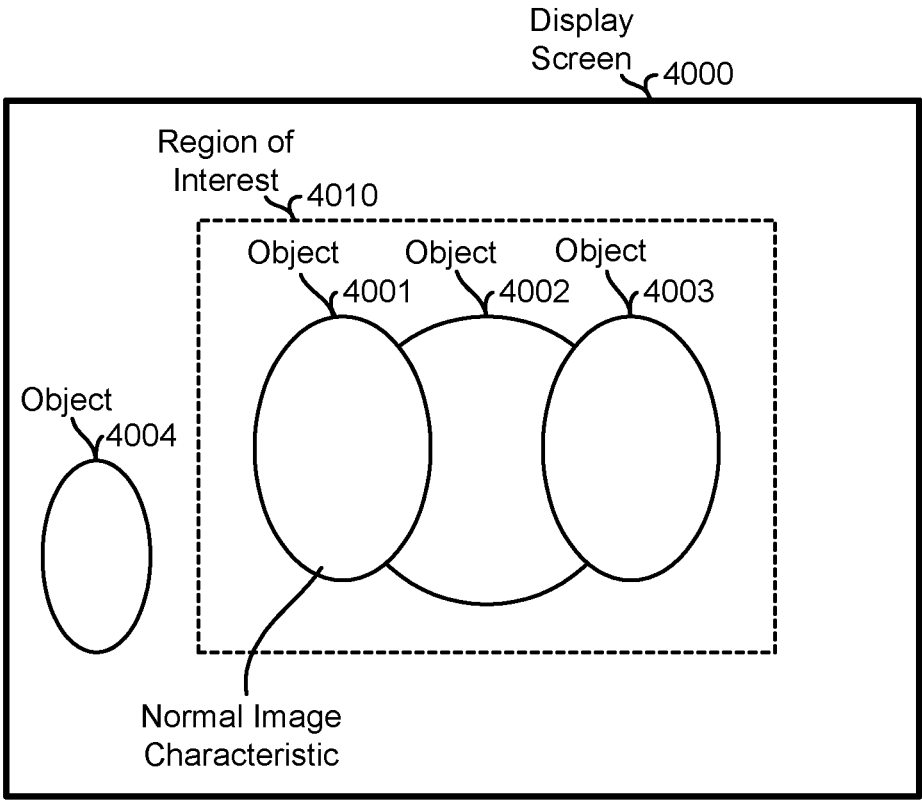 Display
Screen
4000
Region of
Interest
4010
Object
4001
Object
4002
Object
4003
Object
4004
Normal Image
Characteristic